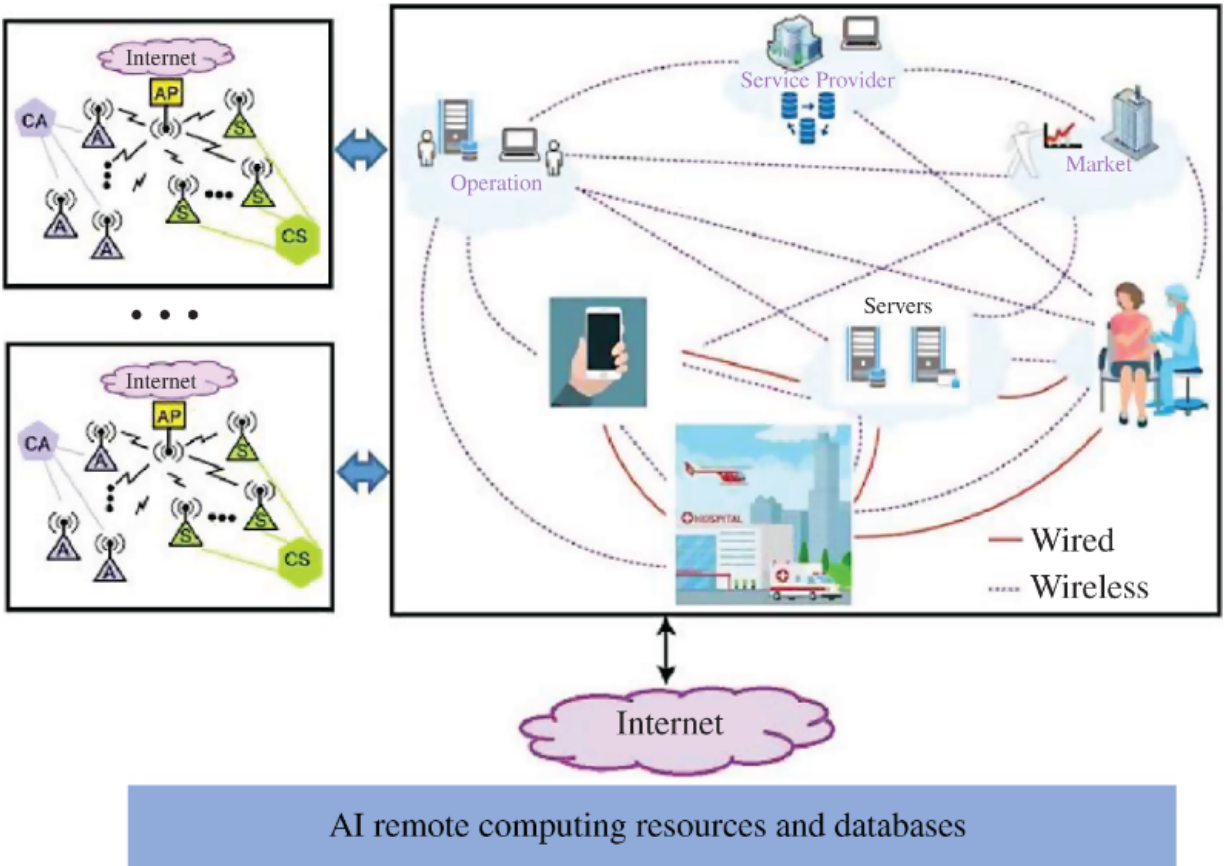 Internet
AP
CA
A
S
S
S
A
A
CS
Internet
AP
CA
A
S
S
S
A
A
CS
Service Provider
Operation
Market
Servers
HOSPITAL
Wired
Wireless
Internet
AI remote computing resources and databases